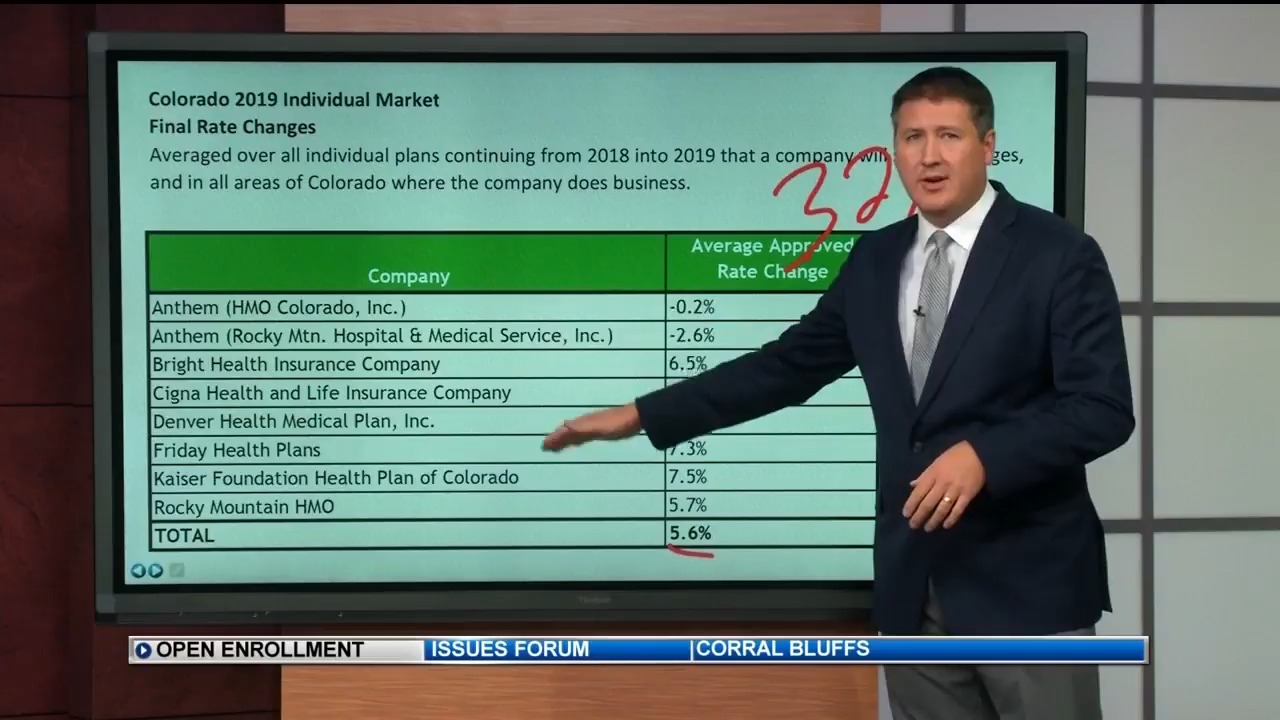 Colorado 2019 Individual Market
Final Rate Changes
Averaged over all individual plans continuing from 2018 into 2019 that a company will
and in all areas of Colorado where the company does business.
32
Company Average Approved Rate Change
Anthem (HMO Colorado, Inc.) -0.2%
Anthem (Rocky Mtn. Hospital & Medical Service, Inc.) -2.6%
Bright Health Insurance Company 6.5%
Cigna Health and Life Insurance Company
Denver Health Medical Plan, Inc.
Friday Health Plans 7.3%
Kaiser Foundation Health Plan of Colorado 7.5%
Rocky Mountain HMO 5.7%
TOTAL 5.6%
OPEN ENROLLMENT ISSUES FORUM CORRAL BLUFFS